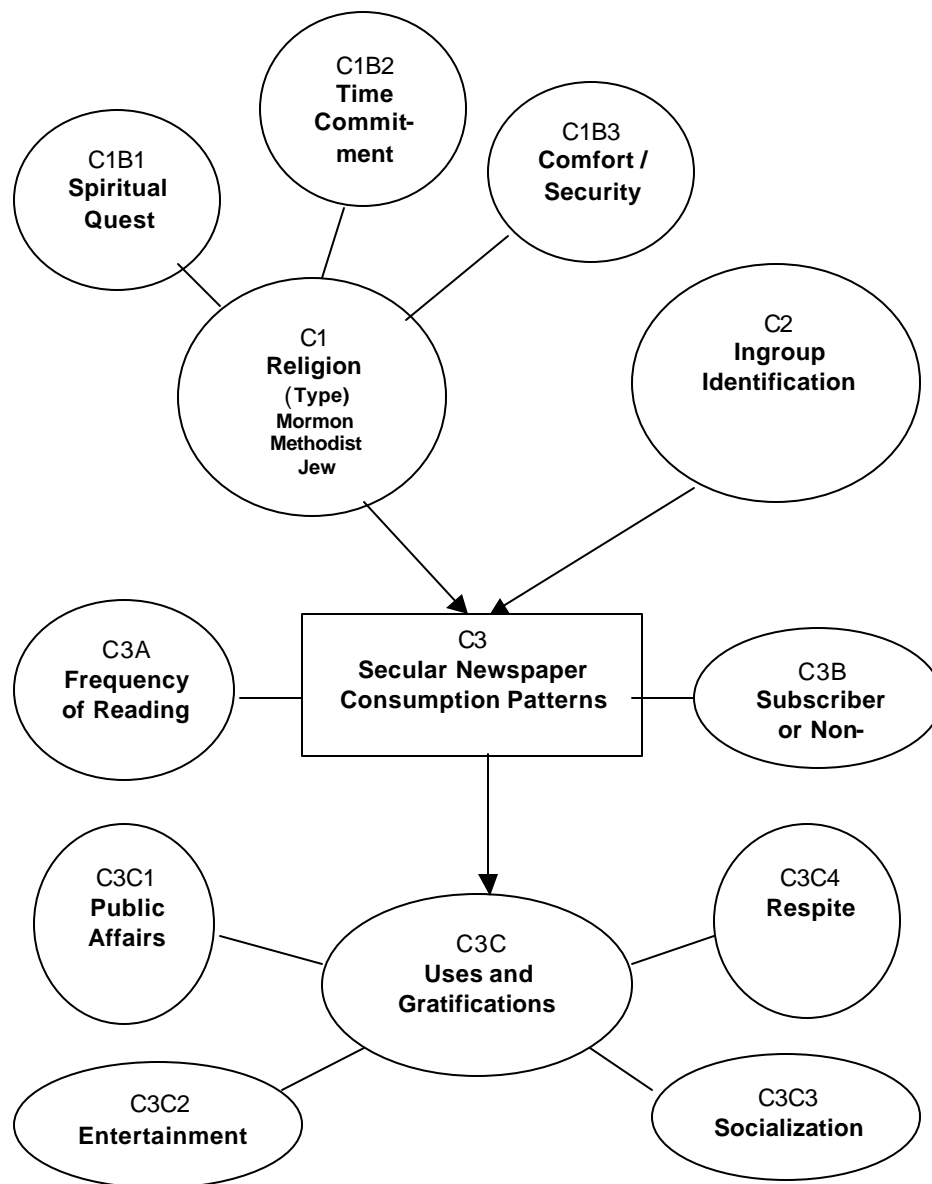 C1B2
Time
Commit-
ment
C1B1
Spiritual
Quest
C1B3
Comfort /
Security
C1
Religion
(Type)
Mormon
Methodist
Jew
C2
Ingroup
Identification
C3
Secular Newspaper
Consumption Patterns
C3A
Frequency
of Reading
C3B
Subscriber
or Non-
C3C1
Public
Affairs
C3C4
Respite
C3C
Uses and
Gratifications
C3C2
Entertainment
C3C3
Socialization